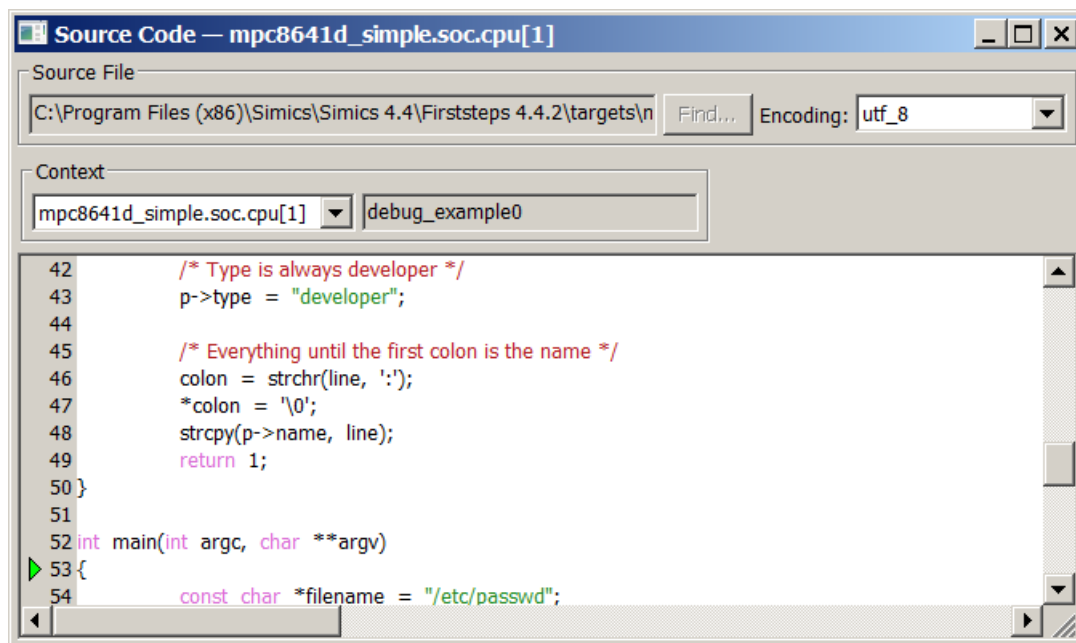 Source Code — mpc8641d_simple.soc.cpu[1]
Source File
C:\Program Files (x86)\Simics\Simics 4.4\Firststeps 4.4.2\targets\n Find... Encoding: utf_8
Context
mpc8641d_simple.soc.cpu[1] debug_example0
42 /* Type is always developer */
43 p->type = "developer";
44
45 /* Everything until the first colon is the name */
46 colon = strchr(line, ':');
47 *colon = '\0';
48 strcpy(p->name, line);
49 return 1;
50 }
51
52 int main(int argc, char **argv)
53 {
54 const char *filename = "/etc/passwd";